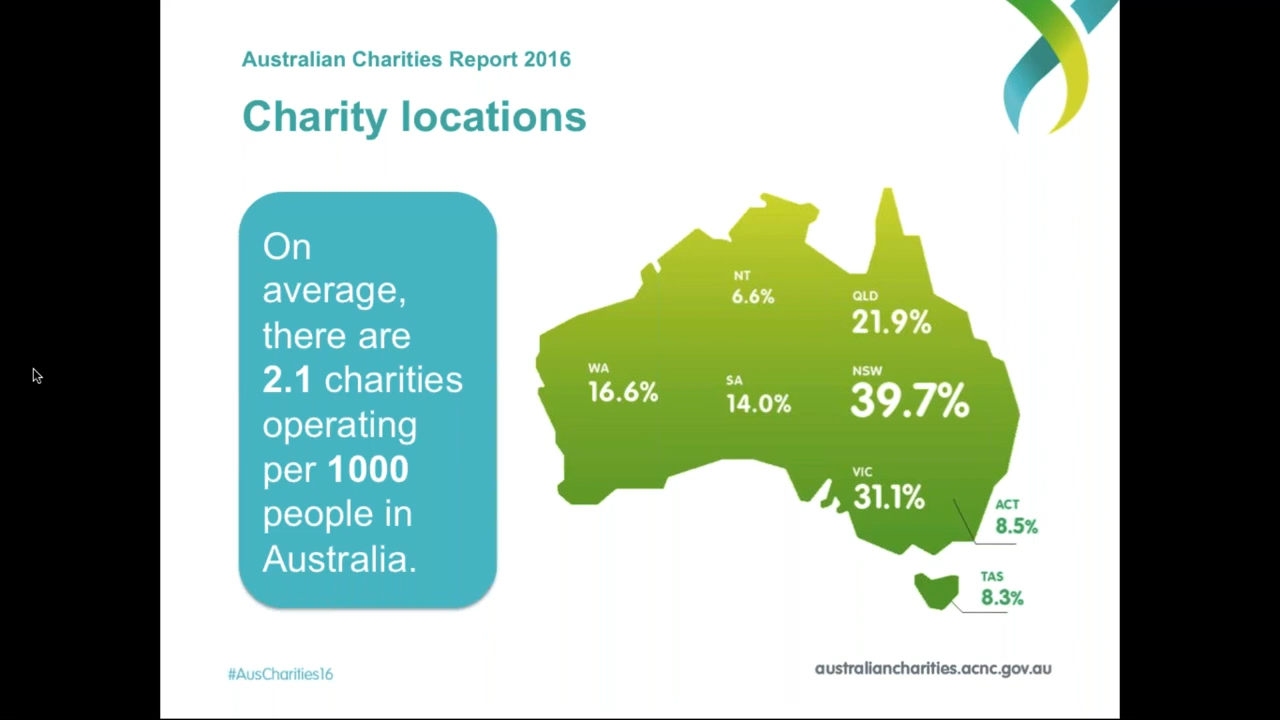 Australian Charities Report 2016
Charity locations
On
average,
there are
2.1 charities
operating
per 1000
people in
Australia.
NT
6.6%
QLD
21.9%
WA
16.6%
SA
14.0%
NSW
39.7%
VIC
31.1%
ACT
8.5%
TAS
8.3%
#AusCharities16
australiancharities.acnc.gov.au